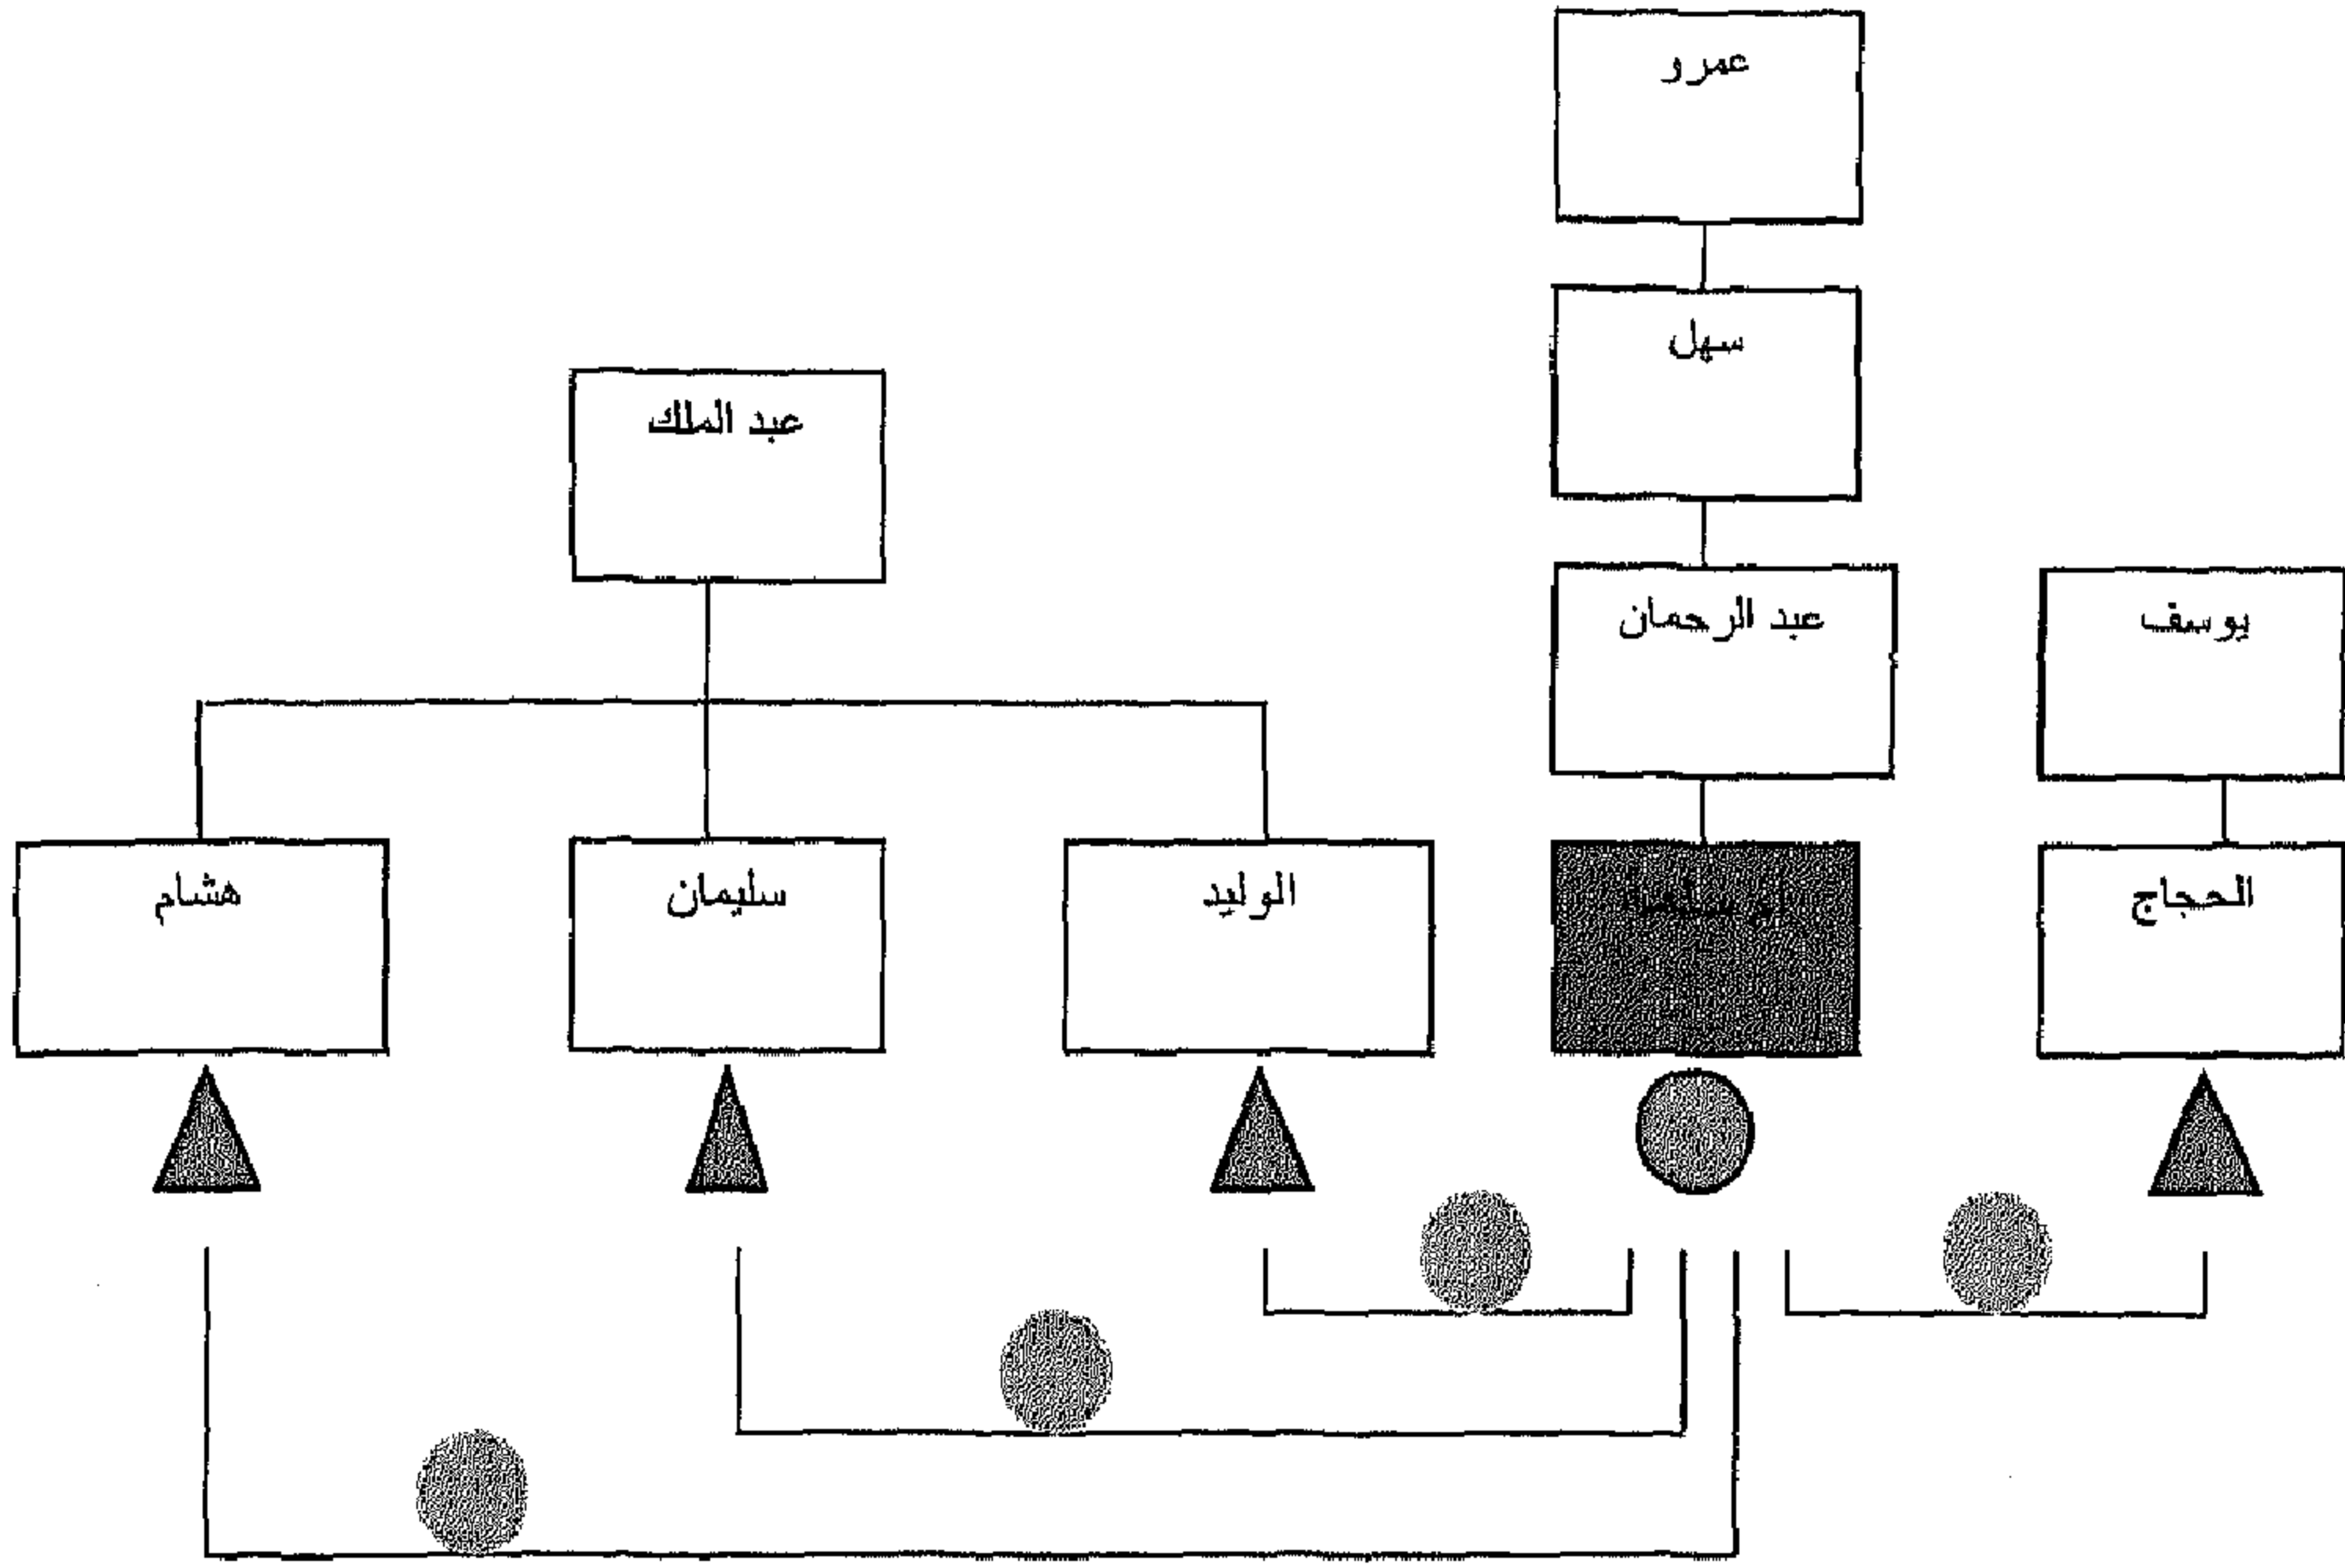 عمرو
سهل
عبد الملك
عبد الرحمان
يوسف
الحجاج
الوليد
سليمان
هشام